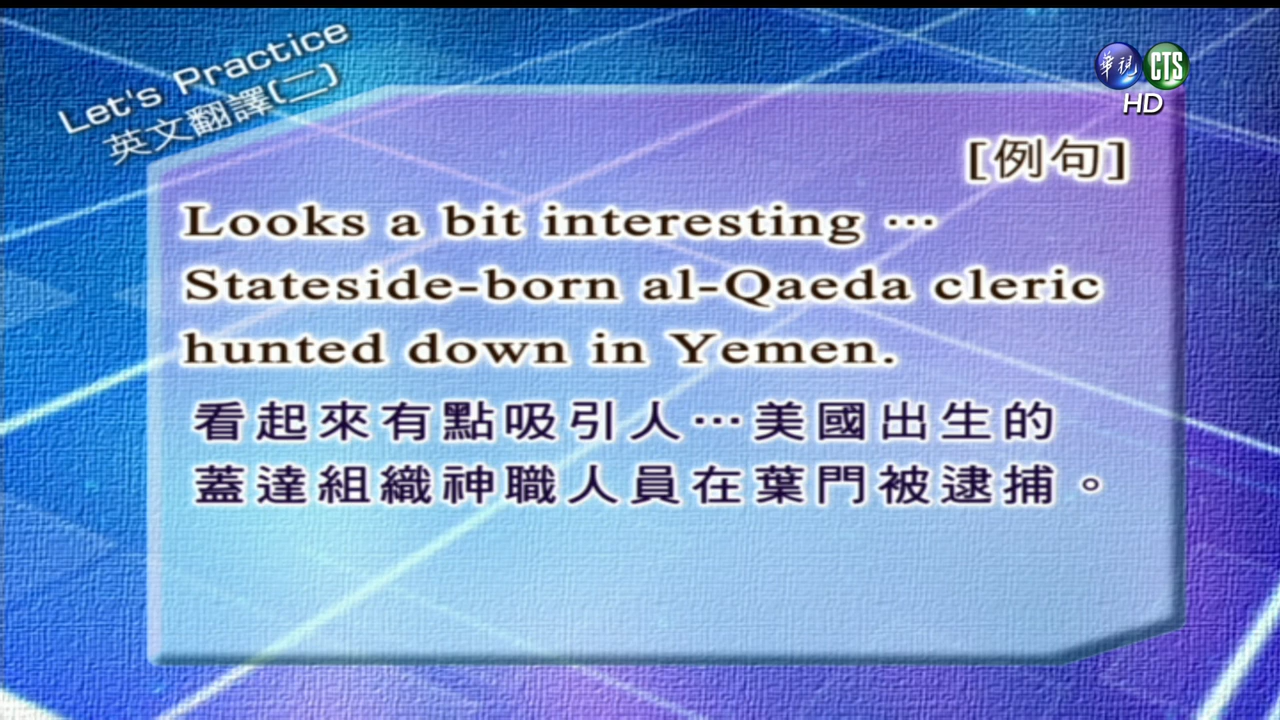 Let's Practice
英文翻譯(二)
華視 CTS
HD
[例句]
Looks a bit interesting …
Stateside-born al-Qaeda cleric
hunted down in Yemen.
看起來有點吸引人…美國出生的
蓋達組織神職人員在葉門被逮捕。